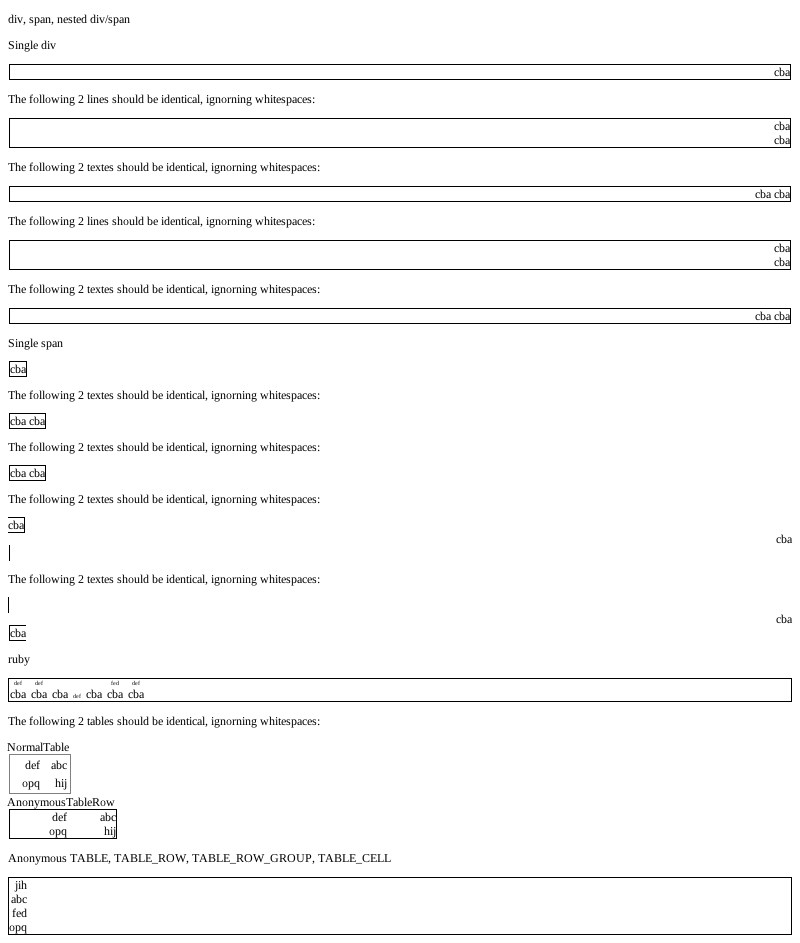 div, span, nested div/span
Single div
cba
The following 2 lines should be identical, ignorning whitespaces:
cba
cba
The following 2 textes should be identical, ignorning whitespaces:
cba cba
The following 2 lines should be identical, ignorning whitespaces:
cba
cba
The following 2 textes should be identical, ignorning whitespaces:
cba cba
Single span
cba
The following 2 textes should be identical, ignorning whitespaces:
cba cba
The following 2 textes should be identical, ignorning whitespaces:
cba cba
The following 2 textes should be identical, ignorning whitespaces:
cba
cba
The following 2 textes should be identical, ignorning whitespaces:
cba
cba
ruby
def def fed def
cba cba cba def cba cba cba
The following 2 tables should be identical, ignorning whitespaces:
NormalTable
def abc
opq hij
AnonymousTableRow
def abc
opq hij
Anonymous TABLE, TABLE_ROW, TABLE_ROW_GROUP, TABLE_CELL
jih
abc
fed
opq